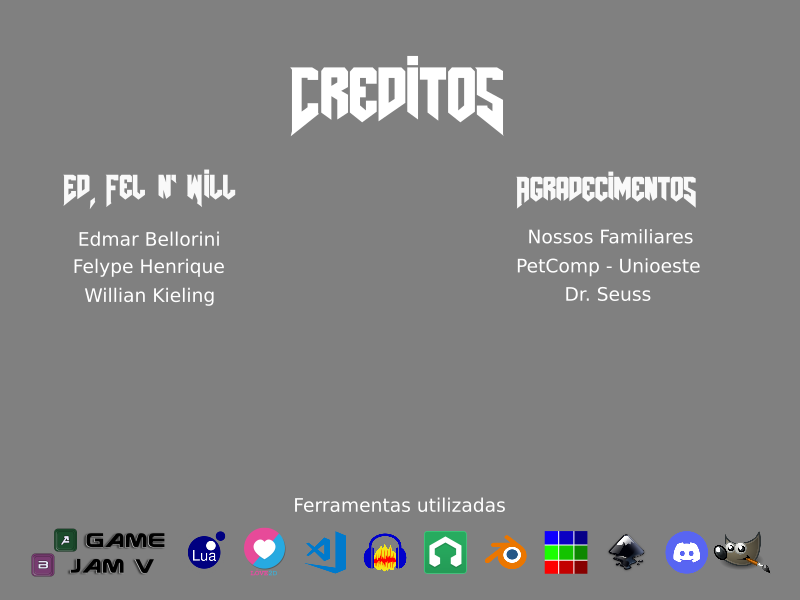 CREDITOS
ED, FEL N' WILL
Edmar Bellorini
Felype Henrique
Willian Kieling
AGRADECIMENTOS
Nossos Familiares
PetComp - Unioeste
Dr. Seuss
Ferramentas utilizadas
A GAME
B JAM V
Lua